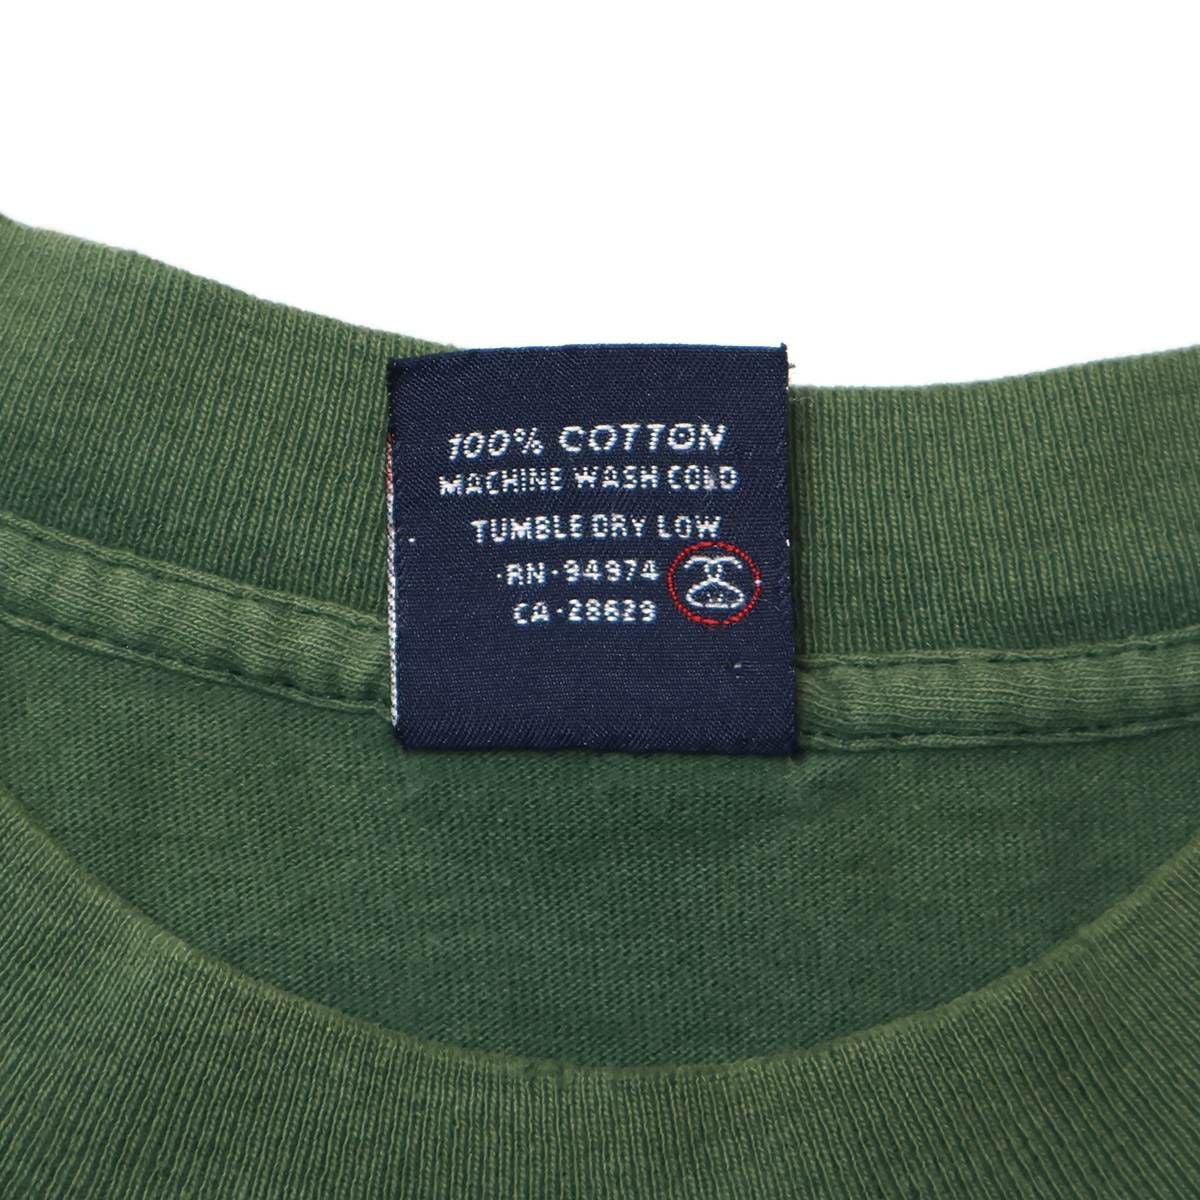 100% COTTON
MACHINE WASH COLD
TUMBLE DRY LOW
·RN·94974
CA·28629